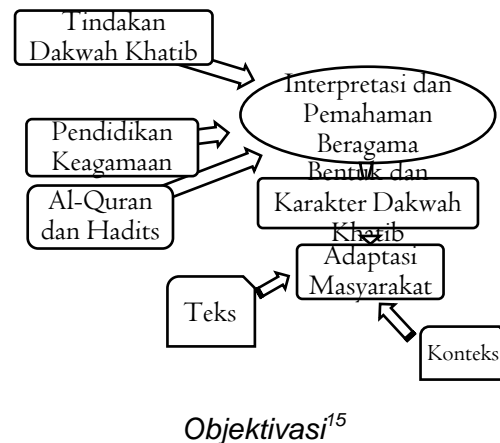 Tindakan
Dakwah Khatib
Interpretasi dan
Pemahaman
Beragama
Pendidikan
Keagamaan
Al-Quran
dan Hadits
Bentuk dan
Karakter Dakwah
Khatib
Adaptasi
Masyarakat
Teks
Konteks
Objektivasi15